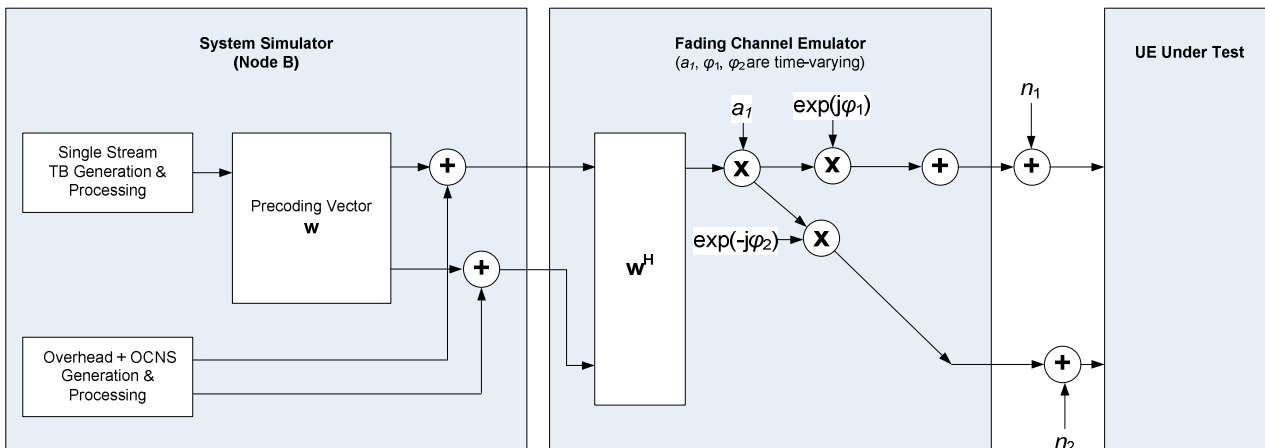 System Simulator
(Node B)
Fading Channel Emulator
(a1, φ1, φ2 are time-varying)
UE Under Test
Single Stream
TB Generation &
Processing
Precoding Vector
w
+
+
Overhead + OCNS
Generation &
Processing
w^H
a1
exp(jφ1)
x
x
+
exp(-jφ2)
x
n1
+
+
n2